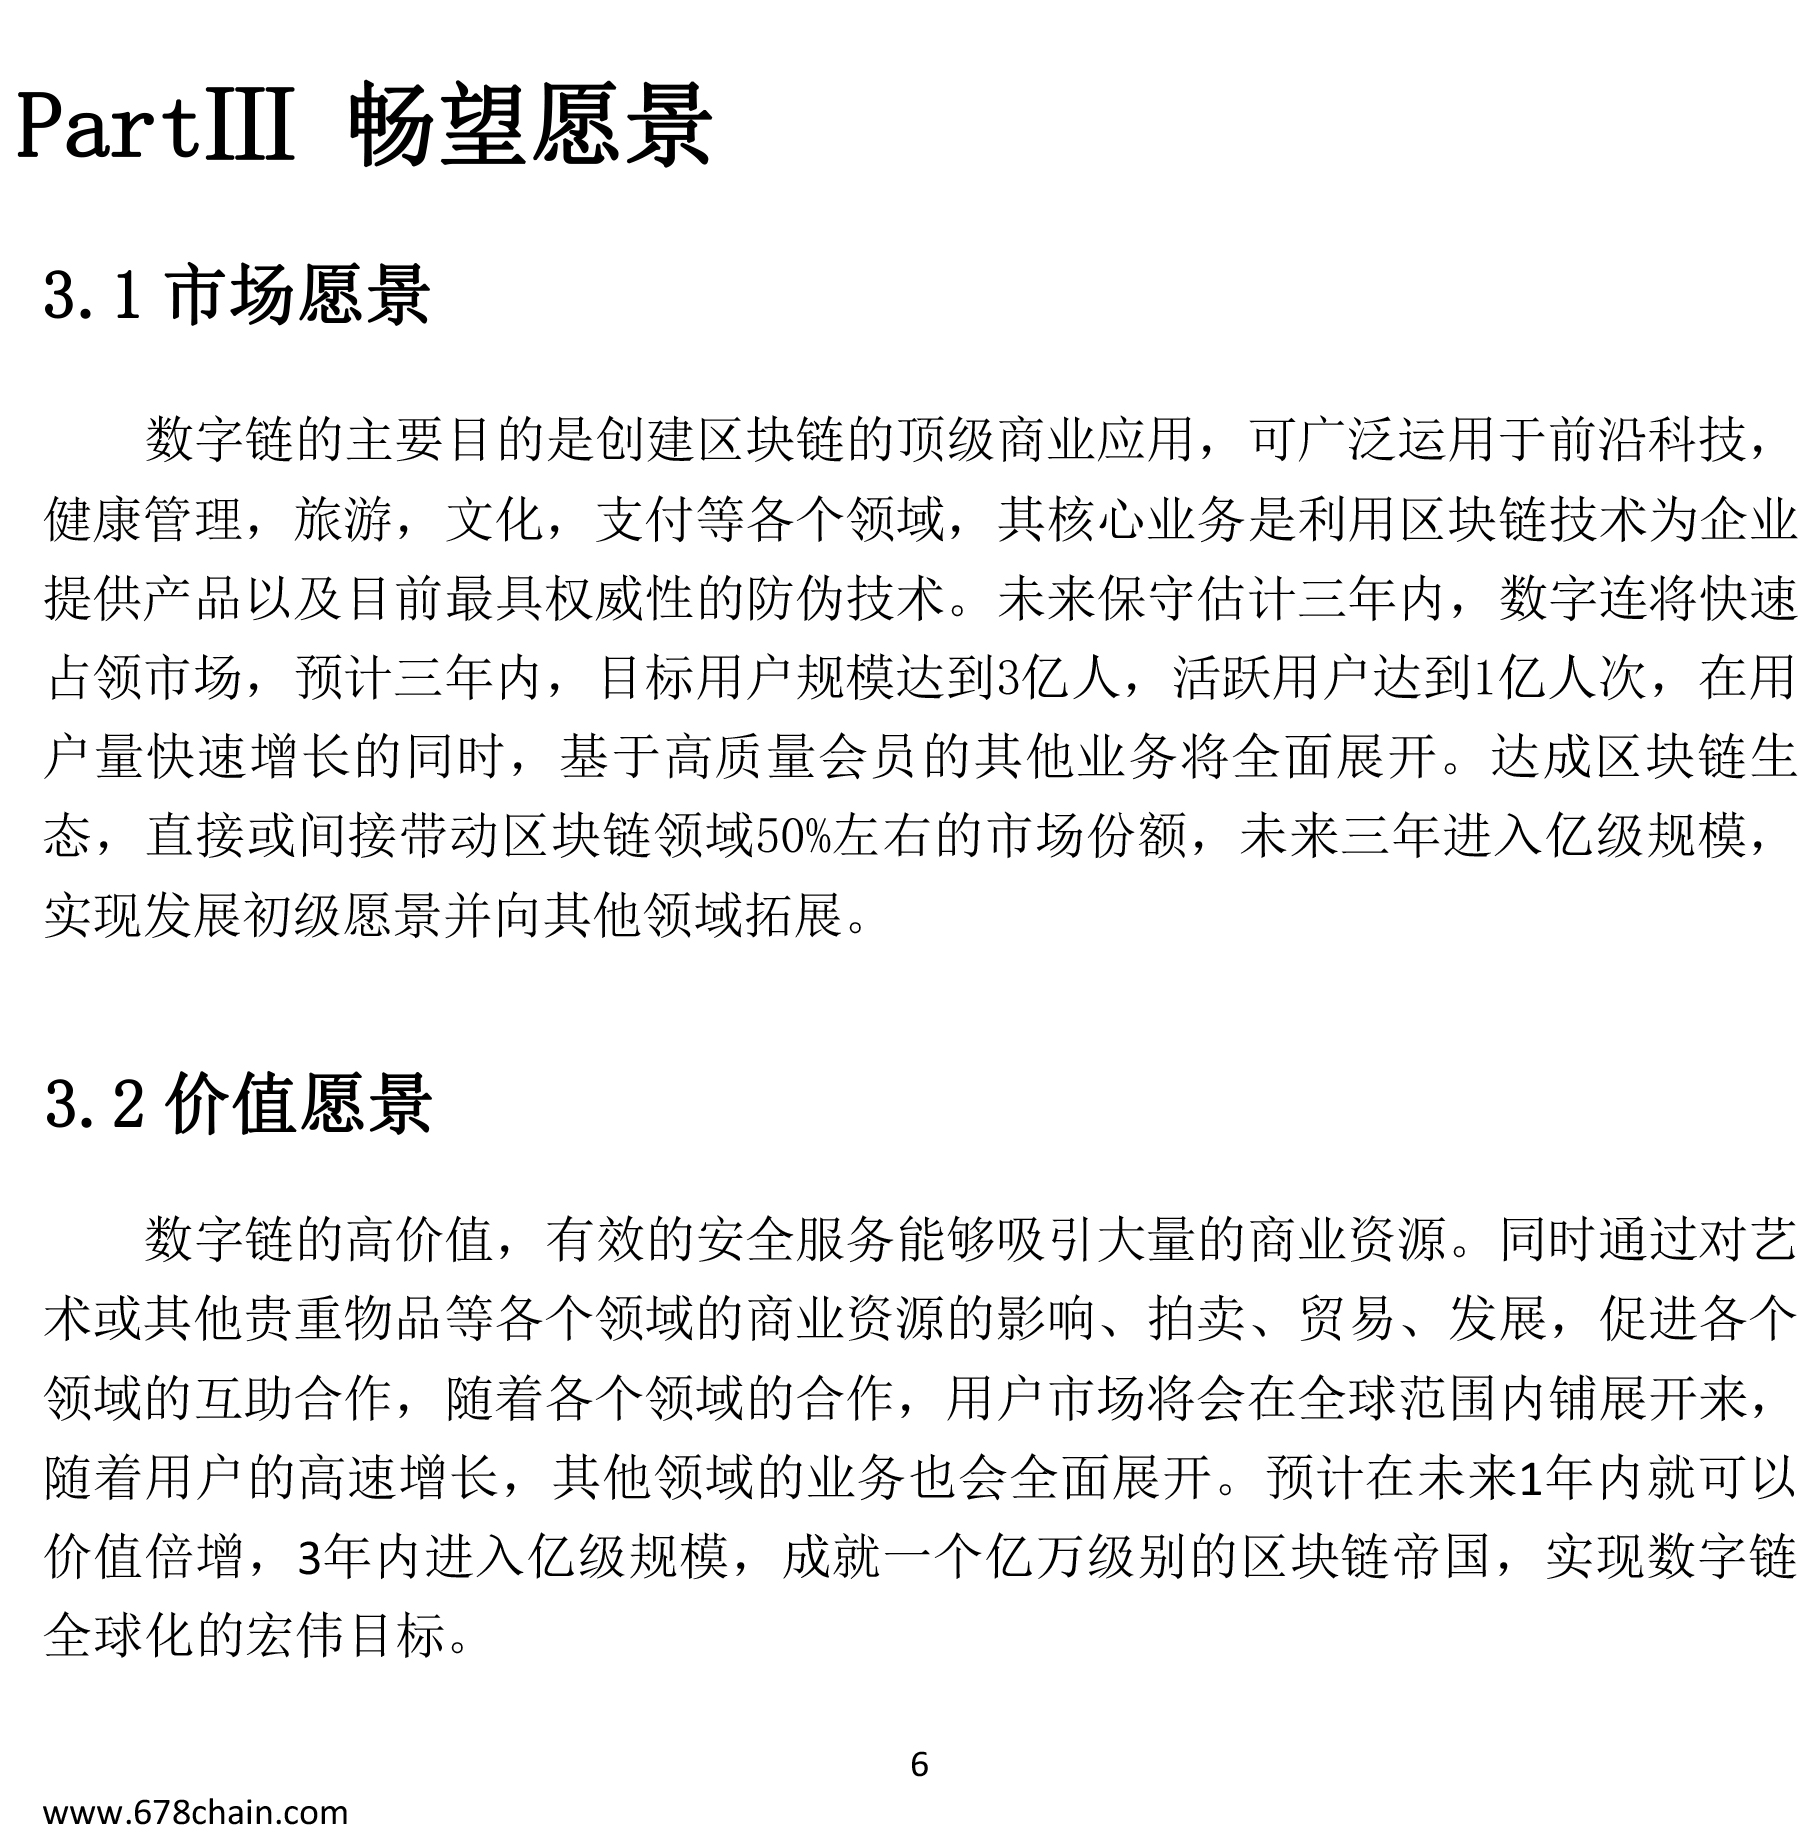 PartⅢ 畅望愿景
3.1 市场愿景
数字链的主要目的是创建区块链的顶级商业应用，可广泛运用于前沿科技，
健康管理，旅游，文化，支付等各个领域，其核心业务是利用区块链技术为企业
提供产品以及目前最具权威性的防伪技术。未来保守估计三年内，数字连将快速
占领市场，预计三年内，目标用户规模达到3亿人，活跃用户达到1亿人次，在用
户量快速增长的同时，基于高质量会员的其他业务将全面展开。达成区块链生
态，直接或间接带动区块链领域50%左右的市场份额，未来三年进入亿级规模，
实现发展初级愿景并向其他领域拓展。
3.2 价值愿景
数字链的高价值，有效的安全服务能够吸引大量的商业资源。同时通过对艺
术或其他贵重物品等各个领域的商业资源的影响、拍卖、贸易、发展，促进各个
领域的互助合作，随着各个领域的合作，用户市场将会在全球范围内铺展开来，
随着用户的高速增长，其他领域的业务也会全面展开。预计在未来1年内就可以
价值倍增，3年内进入亿级规模，成就一个亿万级别的区块链帝国，实现数字链
全球化的宏伟目标。
6
www.678chain.com